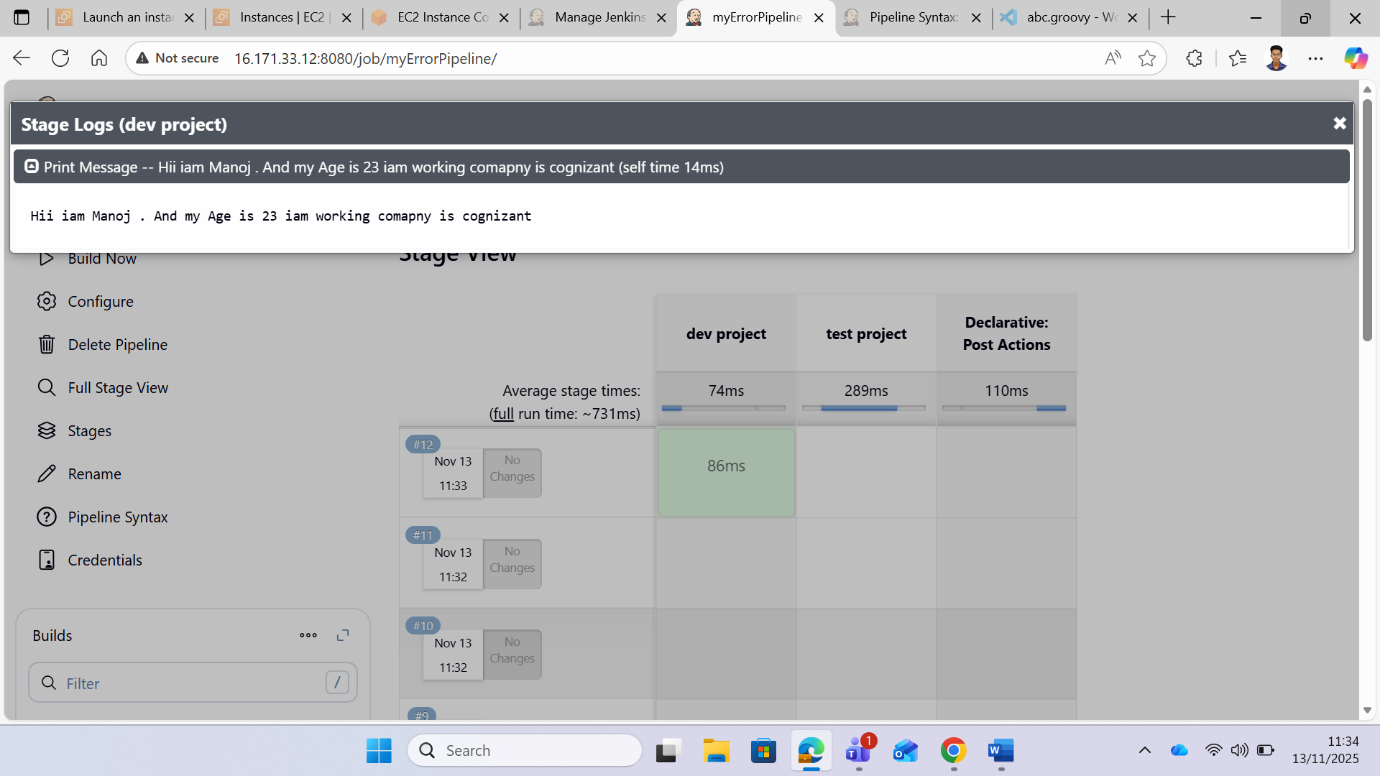 Launch an insta
Instances | EC2
EC2 Instance Co
Manage Jenkins
myErrorPipeline
Pipeline Syntax:
abc.groovy - Wo
Not secure
16.171.33.12:8080/job/myErrorPipeline/
Stage Logs (dev project)
Print Message -- Hii iam Manoj . And my Age is 23 iam working comapny is cognizant (self time 14ms)
Hii iam Manoj . And my Age is 23 iam working comapny is cognizant
Build Now
Configure
Delete Pipeline
Full Stage View
Stages
Rename
Pipeline Syntax
Credentials
Builds
Filter
/
Stage View
dev project
test project
Declarative:
Post Actions
Average stage times:
(full run time: ~731ms)
74ms
289ms
110ms
#12
Nov 13
11:33
No
Changes
86ms
#11
Nov 13
11:32
No
Changes
#10
Nov 13
11:32
No
Changes
#9
Search
1
11:34
13/11/2025